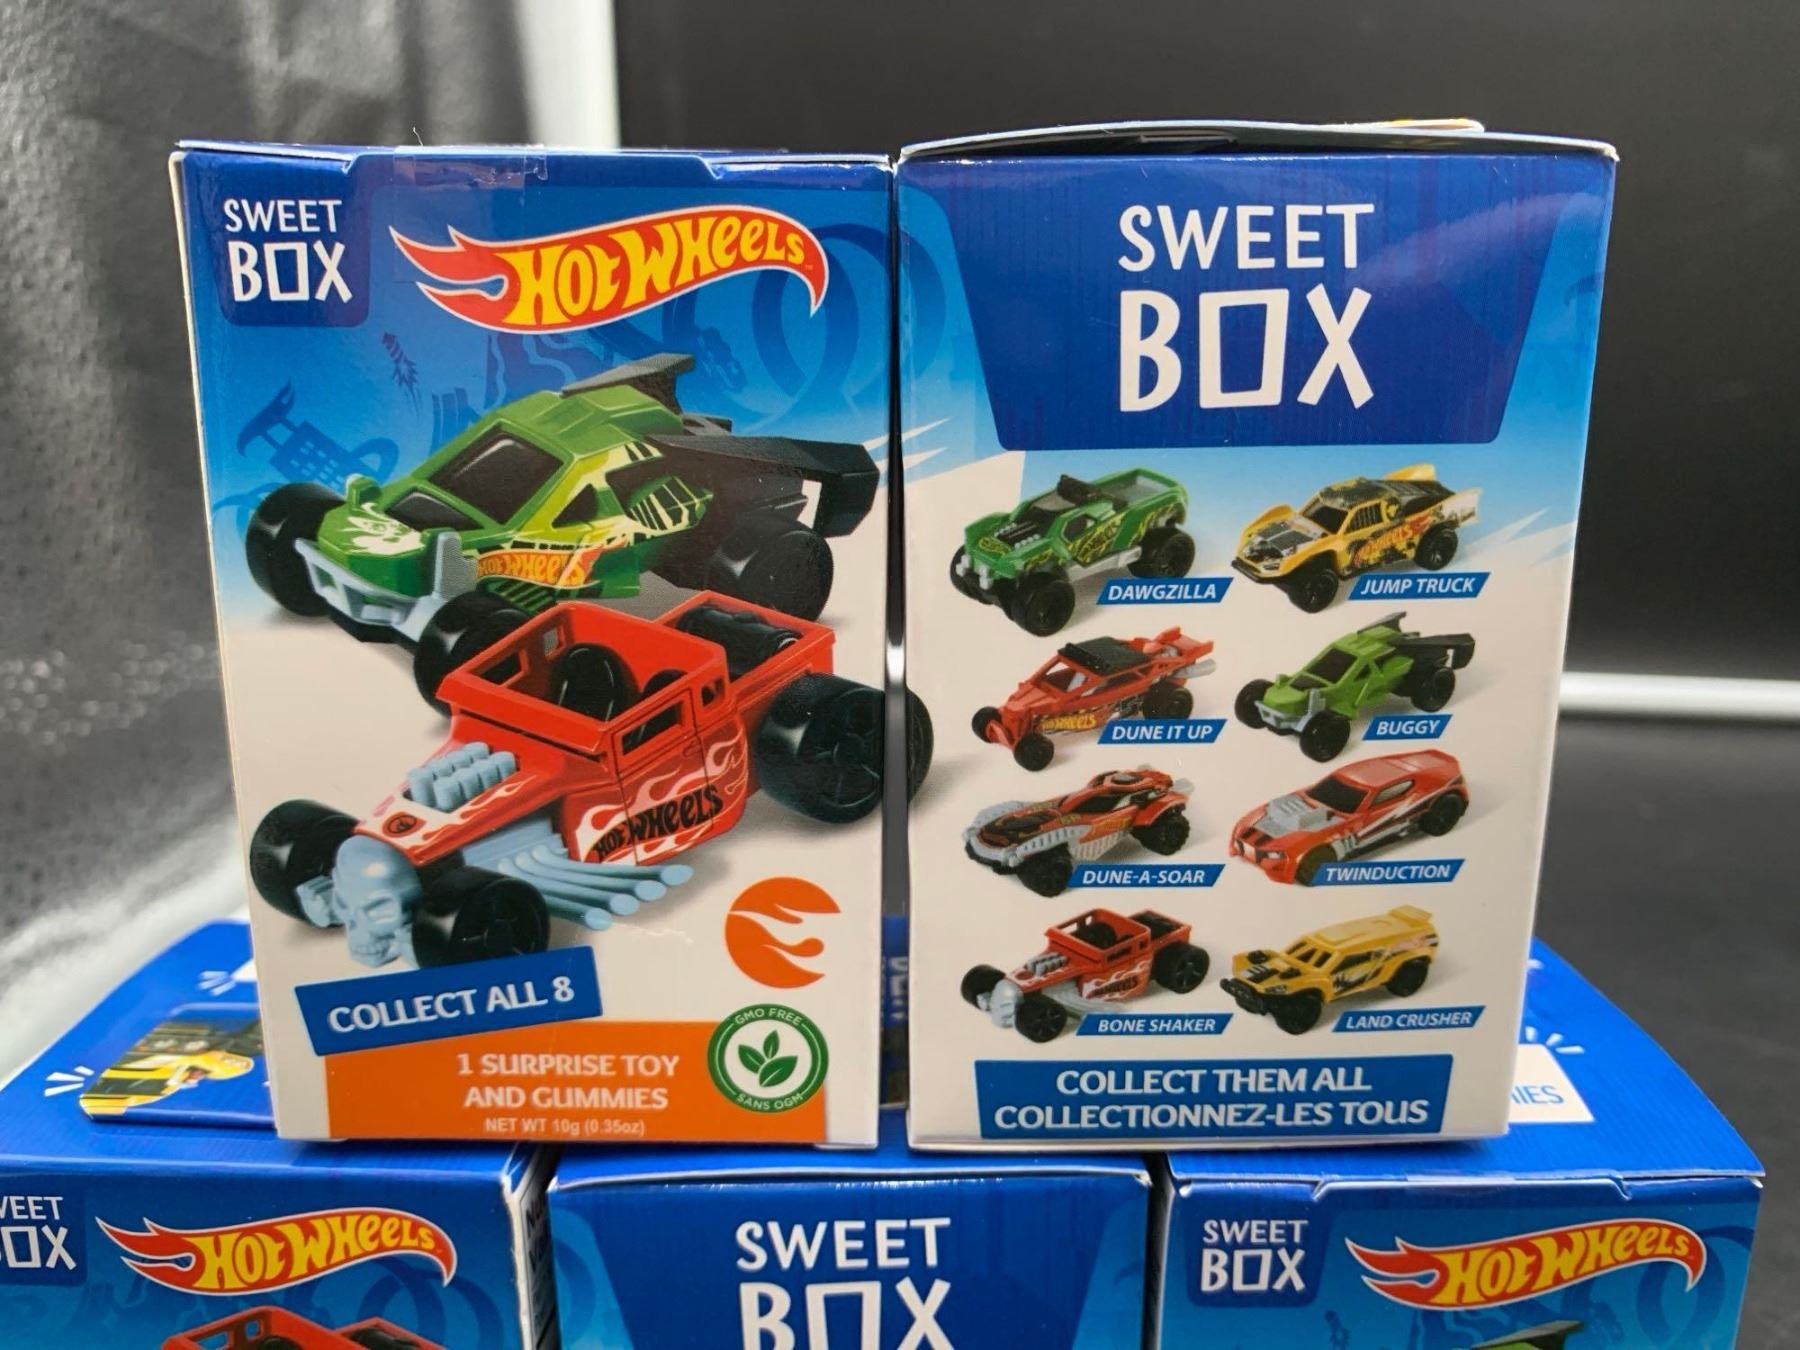 SWEET
BOX
HOT WHEELS
HOT WHEELS
HOT WHEELS
COLLECT ALL 8
1 SURPRISE TOY
AND GUMMIES
NET WT 10g (0.35oz)
GMO FREE
SANS OGM
SWEET
BOX
DAWGZILLA
JUMP TRUCK
HOT WHEELS
DUNE IT UP
BUGGY
DUNE-A-SOAR
TWINDUCTION
BONE SHAKER
LAND CRUSHER
COLLECT THEM ALL
COLLECTIONNEZ-LES TOUS
HOT WHEELS
SWEET
BOX
SWEET
BOX
HOT WHEELS